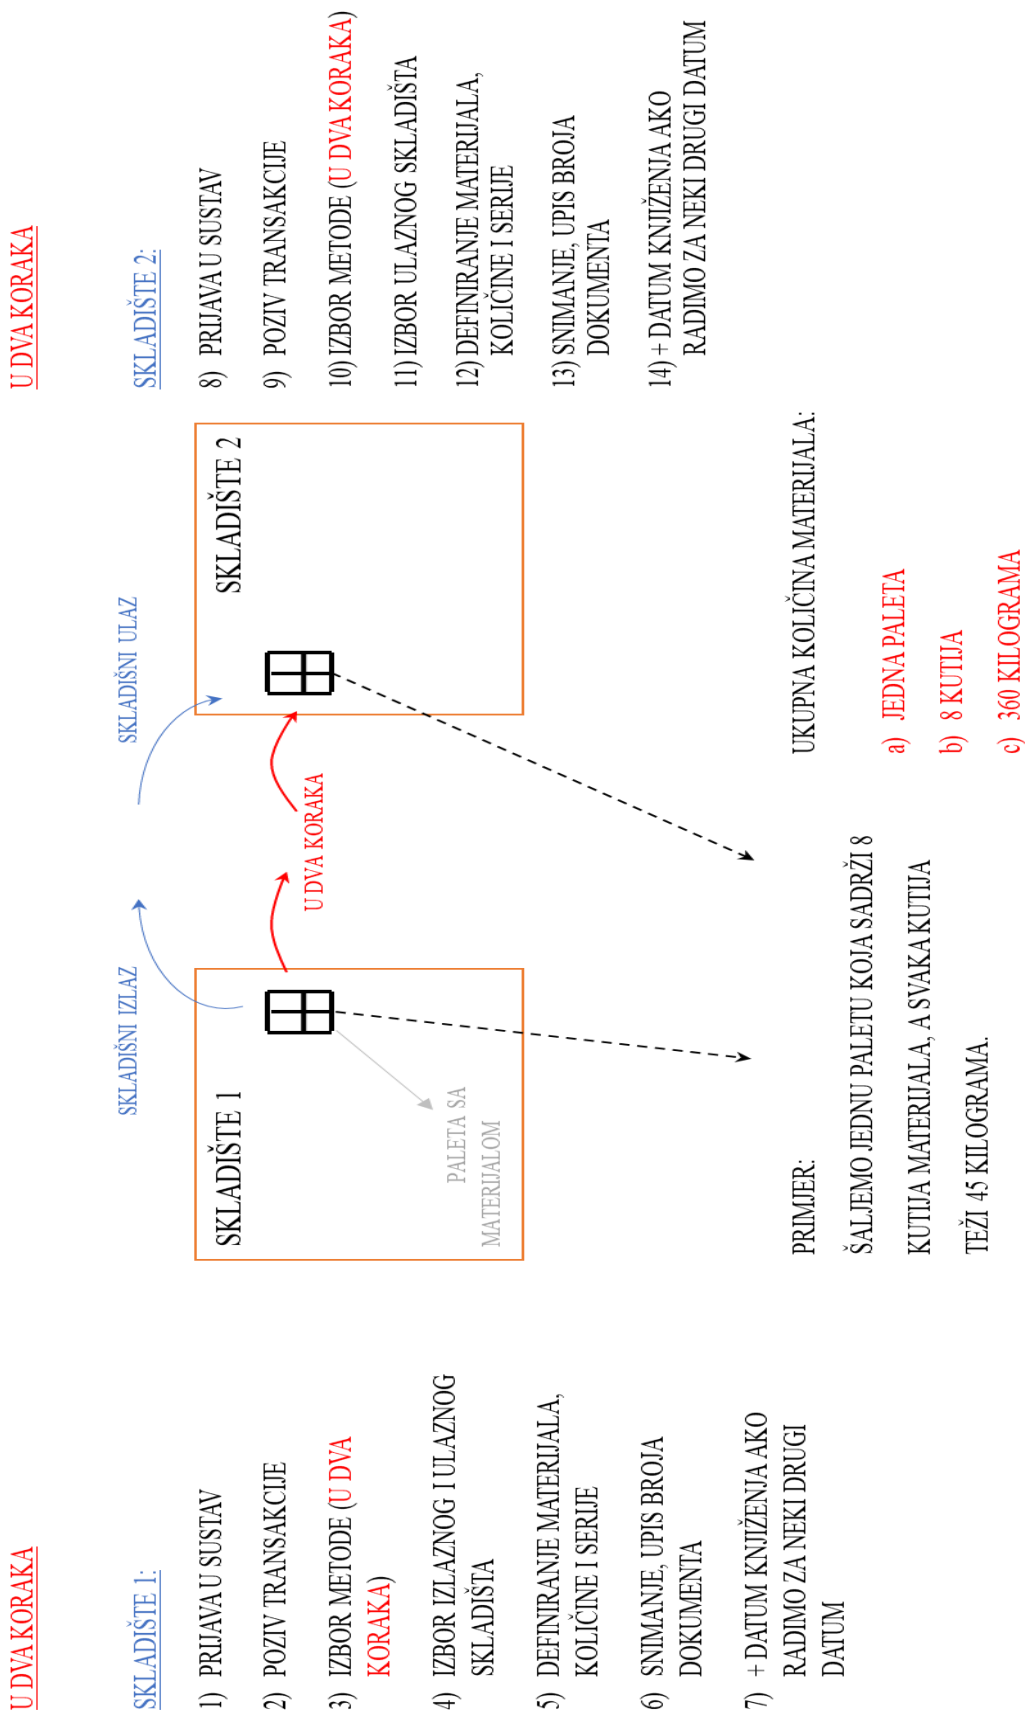 U DVA KORAKA
SKLADIŠTE 1:
1) PRIJAVA U SUSTAV
2) POZIV TRANSAKCIJE
3) IZBOR METODE (U DVA
KORAKA)
4) IZBOR IZLAZNOG I ULAZNOG
SKLADIŠTA
5) DEFINIRANJE MATERIJALA,
KOLIČINE I SERIJE
6) SNIMANJE, UPIS BROJA
DOKUMENTA
7) + DATUM KNJIŽENJA AKO
RADIMO ZA NEKI DRUGI
DATUM
SKLADIŠNI IZLAZ
SKLADIŠNI ULAZ
SKLADIŠTE 1
PALETA SA
MATERIJALOM
U DVA KORAKA
SKLADIŠTE 2
PRIMJER:
ŠALJEMO JEDNU PALETU KOJA SADRŽI 8
KUTIJA MATERIJALA, A SVAKA KUTIJA
TEŽI 45 KILOGRAMA.
UKUPNA KOLIČINA MATERIJALA:
a) JEDNA PALETA
b) 8 KUTIJA
c) 360 KILOGRAMA
U DVA KORAKA
SKLADIŠTE 2:
8) PRIJAVA U SUSTAV
9) POZIV TRANSAKCIJE
10) IZBOR METODE (U DVA KORAKA)
11) IZBOR ULAZNOG SKLADIŠTA
12) DEFINIRANJE MATERIJALA,
KOLIČINE I SERIJE
13) SNIMANJE, UPIS BROJA
DOKUMENTA
14) + DATUM KNJIŽENJA AKO
RADIMO ZA NEKI DRUGI DATUM